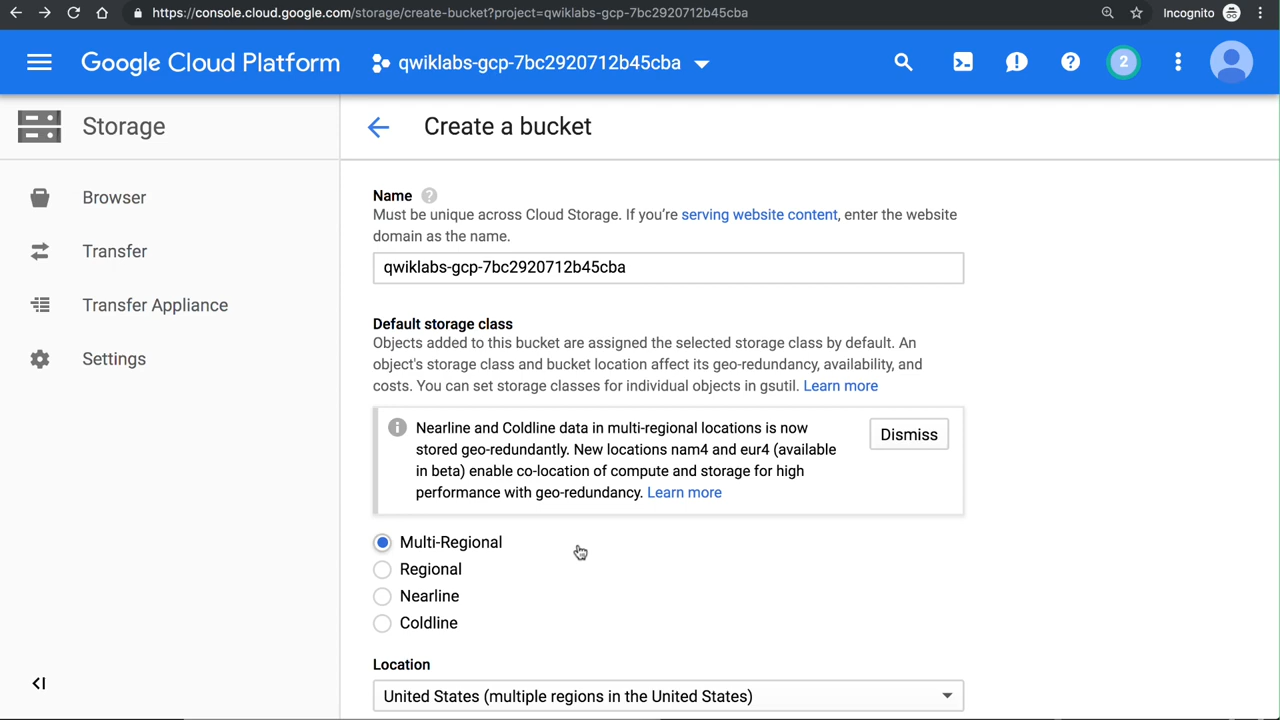 https://console.cloud.google.com/storage/create-bucket?project=qwiklabs-gcp-7bc2920712b45cba
Incognito
Google Cloud Platform
qwiklabs-gcp-7bc2920712b45cba
2
Storage
Create a bucket
Browser
Transfer
Transfer Appliance
Settings
Name
Must be unique across Cloud Storage. If you're serving website content, enter the website
domain as the name.
qwiklabs-gcp-7bc2920712b45cba
Default storage class
Objects added to this bucket are assigned the selected storage class by default. An
object's storage class and bucket location affect its geo-redundancy, availability, and
costs. You can set storage classes for individual objects in gsutil. Learn more
Nearline and Coldline data in multi-regional locations is now
stored geo-redundantly. New locations nam4 and eur4 (available
in beta) enable co-location of compute and storage for high
performance with geo-redundancy. Learn more
Dismiss
Multi-Regional
Regional
Nearline
Coldline
Location
United States (multiple regions in the United States)